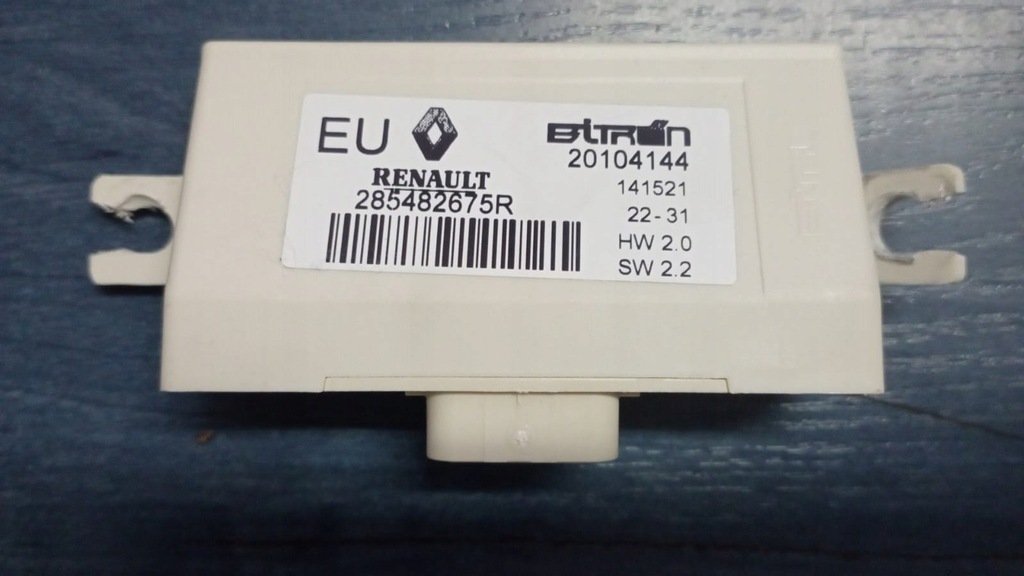 EU
RENAULT
285482675R
BITRON
20104144
141521
22-31
HW 2.0
SW 2.2